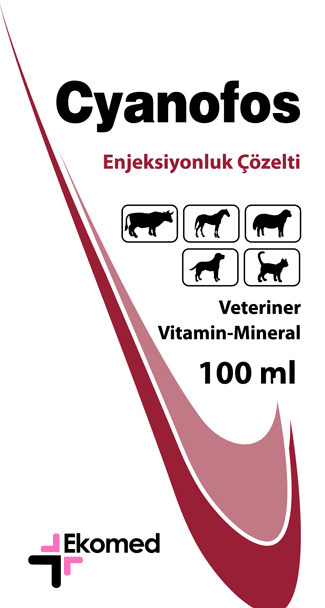 Cyanofos
Enjeksiyonluk Çözelti
Veteriner
Vitamin-Mineral
100 ml
Ekomed